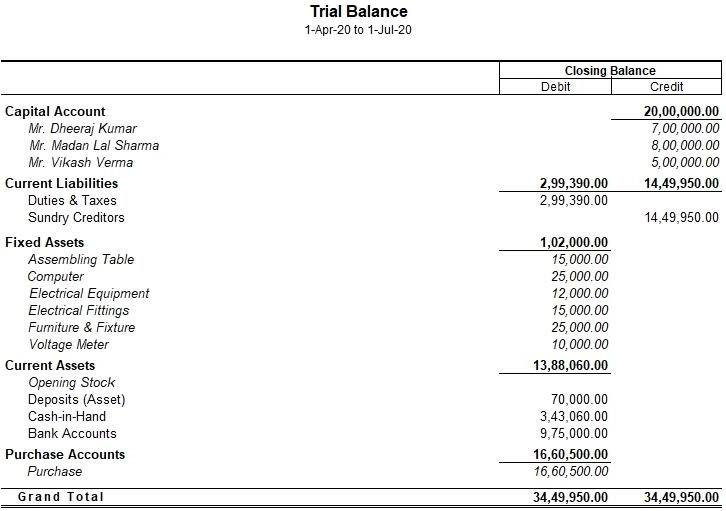 Trial Balance
1-Apr-20 to 1-Jul-20
Closing Balance
Debit Credit
Capital Account 20,00,000.00
Mr. Dheeraj Kumar 7,00,000.00
Mr. Madan Lal Sharma 8,00,000.00
Mr. Vikash Verma 5,00,000.00
Current Liabilities 2,99,390.00 14,49,950.00
Duties & Taxes 2,99,390.00
Sundry Creditors 14,49,950.00
Fixed Assets 1,02,000.00
Assembling Table 15,000.00
Computer 25,000.00
Electrical Equipment 12,000.00
Electrical Fittings 15,000.00
Furniture & Fixture 25,000.00
Voltage Meter 10,000.00
Current Assets 13,88,060.00
Opening Stock
Deposits (Asset) 70,000.00
Cash-in-Hand 3,43,060.00
Bank Accounts 9,75,000.00
Purchase Accounts 16,60,500.00
Purchase 16,60,500.00
Grand Total 34,49,950.00 34,49,950.00